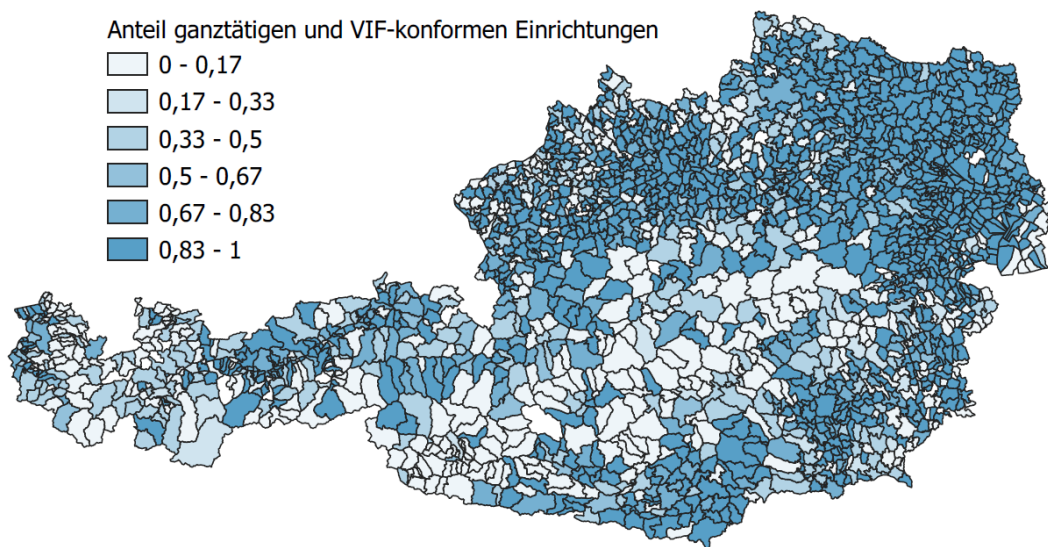 Anteil ganztätigen und VIF-konformen Einrichtungen
0 - 0,17
0,17 - 0,33
0,33 - 0,5
0,5 - 0,67
0,67 - 0,83
0,83 - 1